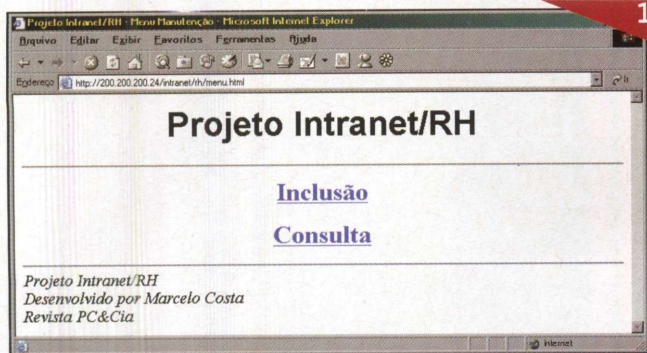 1
Projeto Intranet/RH - Menu Manutenção - Microsoft Internet Explorer
Arquivo Editar Exibir Favoritos Ferramentas Ajuda
Endereço http://200.200.200.24/intranet/rh/menu.html Ir
Projeto Intranet/RH
Inclusão
Consulta
Projeto Intranet/RH
Desenvolvido por Marcelo Costa
Revista PC&Cia
Internet